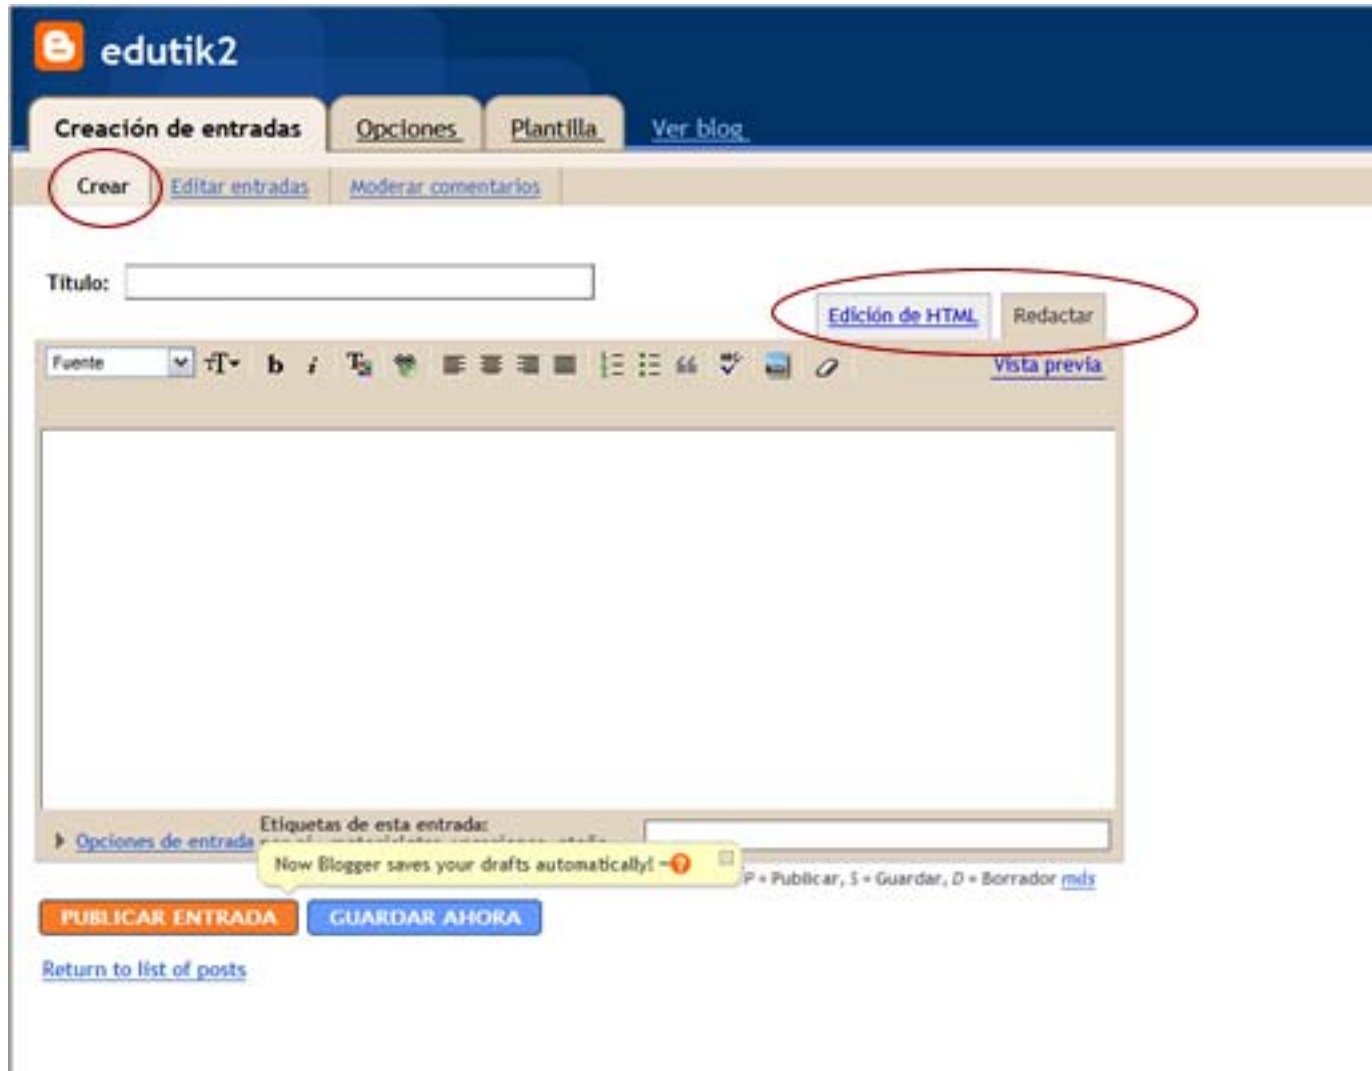 edutik2
Creación de entradas Opciones Plantilla Ver blog
Crear Editar entradas Moderar comentarios
Título:
Edición de HTML Redactar
Fuente T b i T ABC Vista previa
Etiquetas de esta entrada:
Opciones de entrada
Now Blogger saves your drafts automatically!
P = Publicar, S = Guardar, D = Borrador más
PUBLICAR ENTRADA GUARDAR AHORA
Return to list of posts